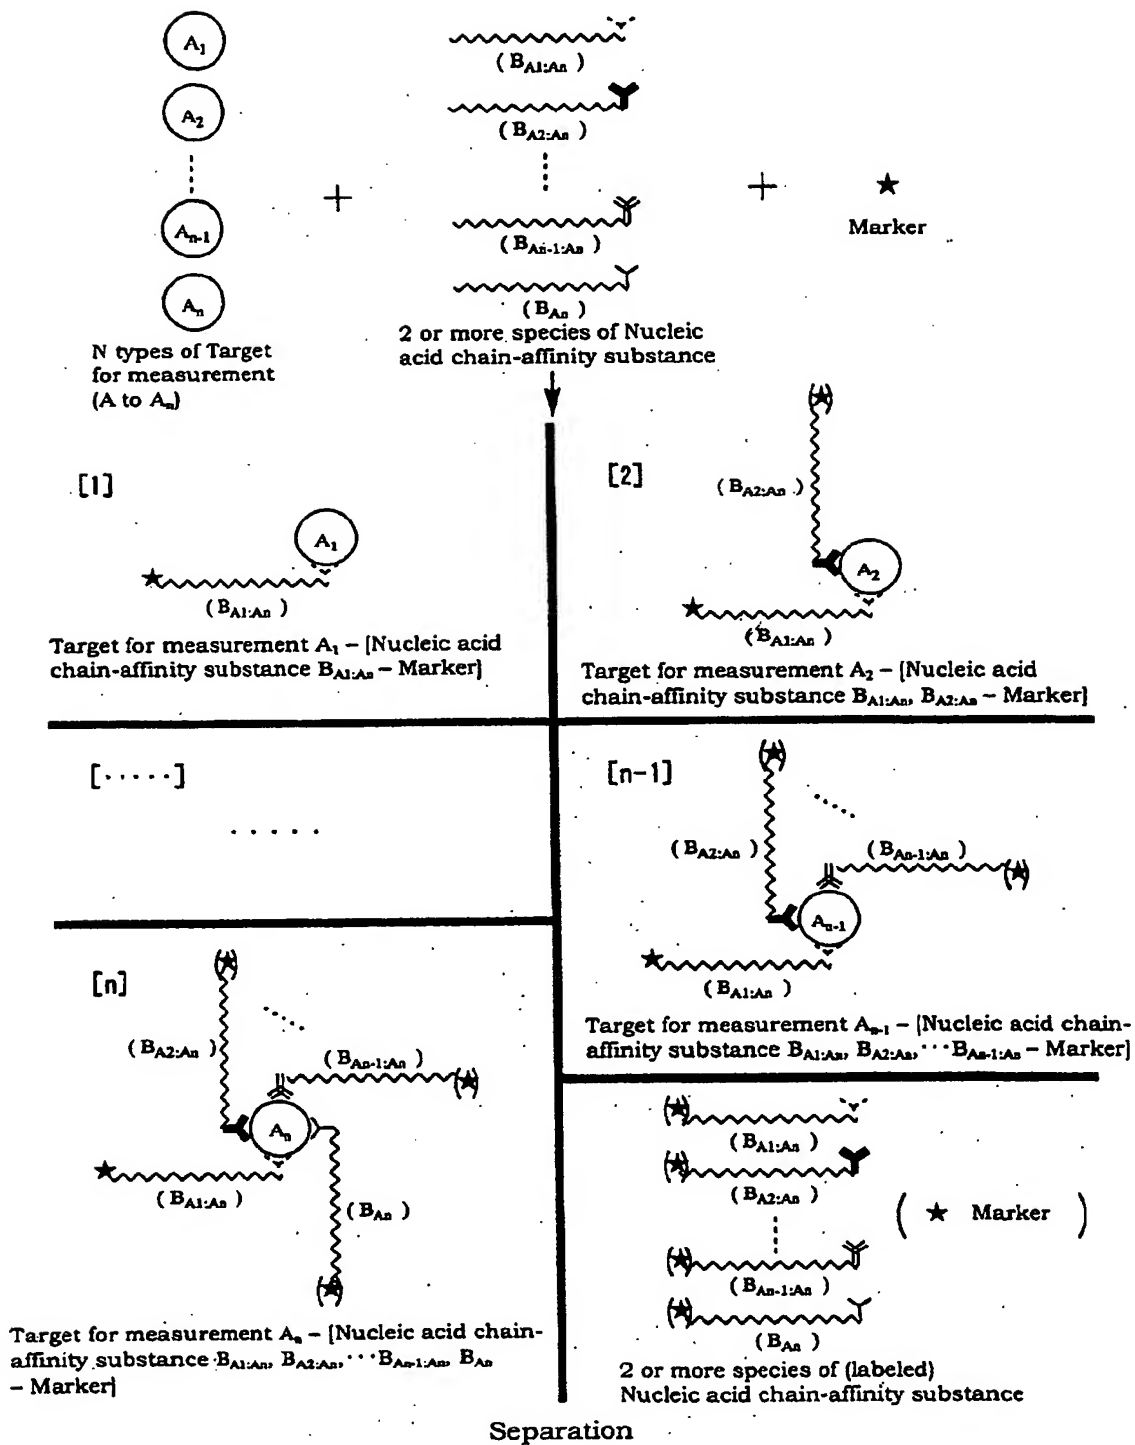 A1
A2
An-1
An
N types of Target
for measurement
(A to An)
+
(BA1:An )
(BA2:An )
(BAn-1:An )
(BAn )
2 or more species of Nucleic
acid chain-affinity substance
+
★
Marker
[1]
A1
★
(BA1:An )
Target for measurement A1 – [Nucleic acid
chain-affinity substance BA1:An – Marker]
[2]
(★)
(BA2:An )
A2
★
(BA1:An )
Target for measurement A2 – [Nucleic acid
chain-affinity substance BA1:An, BA2:An – Marker]
[·····]
·····
[n-1]
(★)
(BA2:An )
(BAn-1:An )
(★)
An-1
★
(BA1:An )
Target for measurement An-1 – [Nucleic acid chain-
affinity substance BA1:An, BA2:An, ···BAn-1:An – Marker]
[n]
(★)
(BA2:An )
(BAn-1:An )
(★)
An
★
(BA1:An )
(BAn )
(★)
Target for measurement An – [Nucleic acid chain-
affinity substance BA1:An, BA2:An, ···BAn-1:An, BAn
– Marker]
(★)
(BA1:An )
(★)
(BA2:An )
( ★ Marker )
(★)
(BAn-1:An )
(★)
(BAn )
2 or more species of (labeled)
Nucleic acid chain-affinity substance
Separation